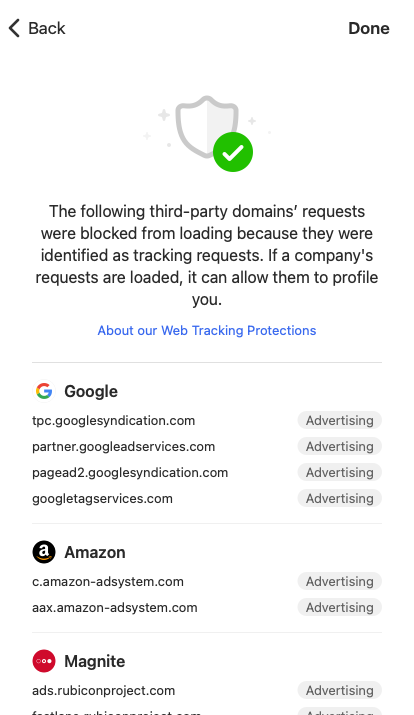 Back
Done
The following third-party domains’ requests
were blocked from loading because they were
identified as tracking requests. If a company's
requests are loaded, it can allow them to profile
you.
About our Web Tracking Protections
Google
tpc.googlesyndication.com Advertising
partner.googleadservices.com Advertising
pagead2.googlesyndication.com Advertising
googletagservices.com Advertising
Amazon
c.amazon-adsystem.com Advertising
aax.amazon-adsystem.com Advertising
Magnite
ads.rubiconproject.com Advertising
fastlane.rubiconproject.com Advertising